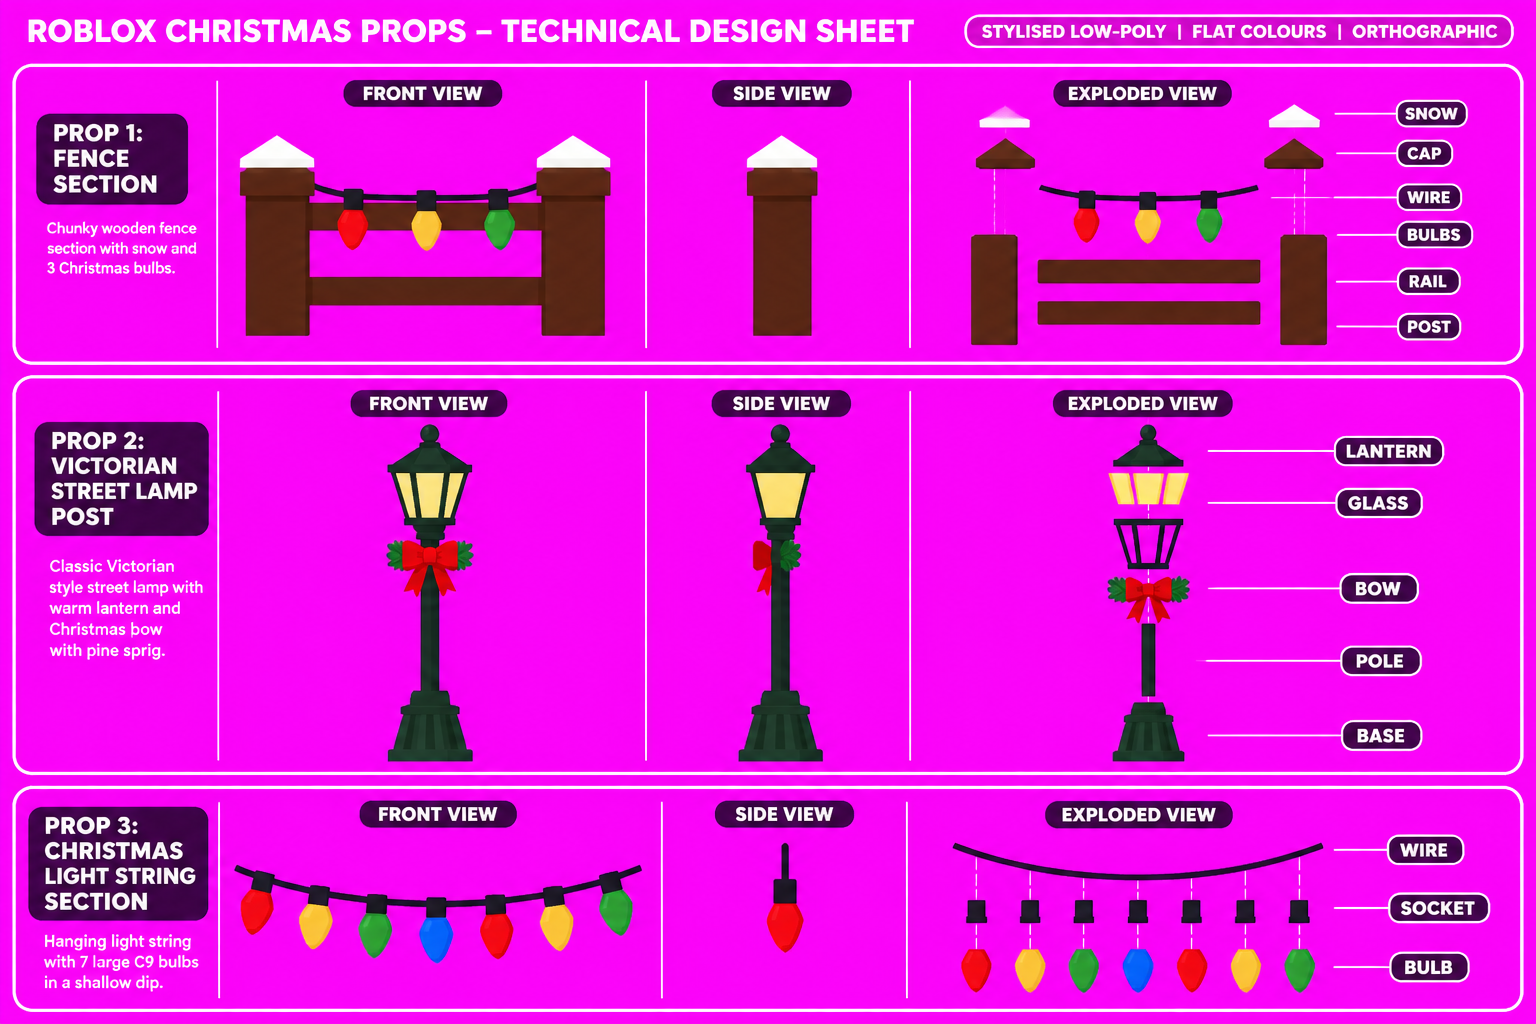 ROBLOX CHRISTMAS PROPS – TECHNICAL DESIGN SHEET
STYLISED LOW-POLY | FLAT COLOURS | ORTHOGRAPHIC
PROP 1:
FENCE
SECTION
Chunky wooden fence
section with snow and
3 Christmas bulbs.
FRONT VIEW
SIDE VIEW
EXPLODED VIEW
SNOW
CAP
WIRE
BULBS
RAIL
POST
PROP 2:
VICTORIAN
STREET LAMP
POST
Classic Victorian
style street lamp with
warm lantern and
Christmas bow
with pine sprig.
FRONT VIEW
SIDE VIEW
EXPLODED VIEW
LANTERN
GLASS
BOW
POLE
BASE
PROP 3:
CHRISTMAS
LIGHT STRING
SECTION
Hanging light string
with 7 large C9 bulbs
in a shallow dip.
FRONT VIEW
SIDE VIEW
EXPLODED VIEW
WIRE
SOCKET
BULB